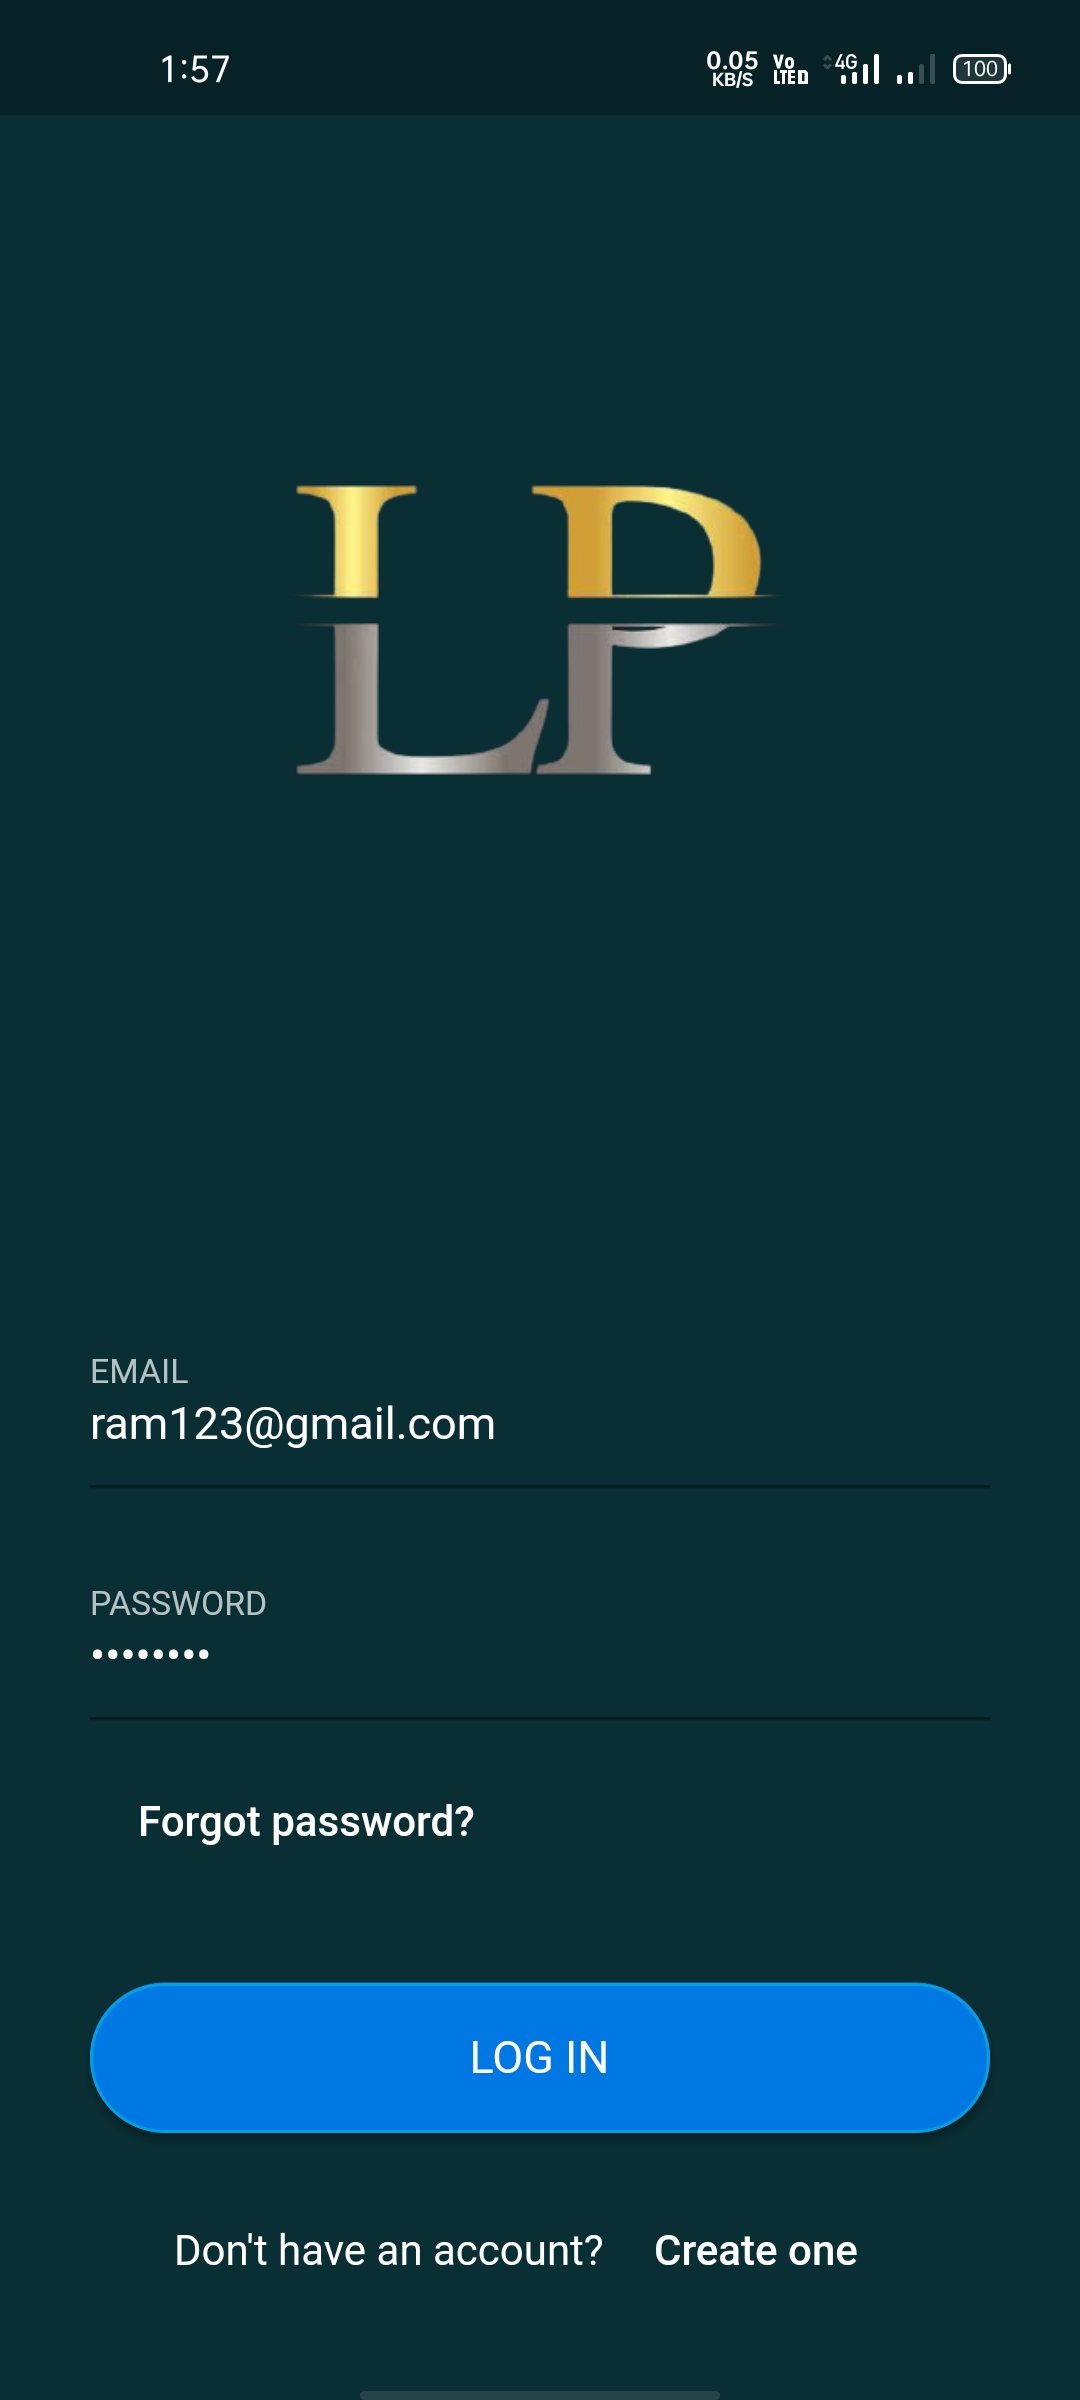 1:57
0.05
KB/S
Vo
LTE
4G
100
LP
EMAIL
ram123@gmail.com
PASSWORD
••••••••
Forgot password?
LOG IN
Don't have an account? Create one